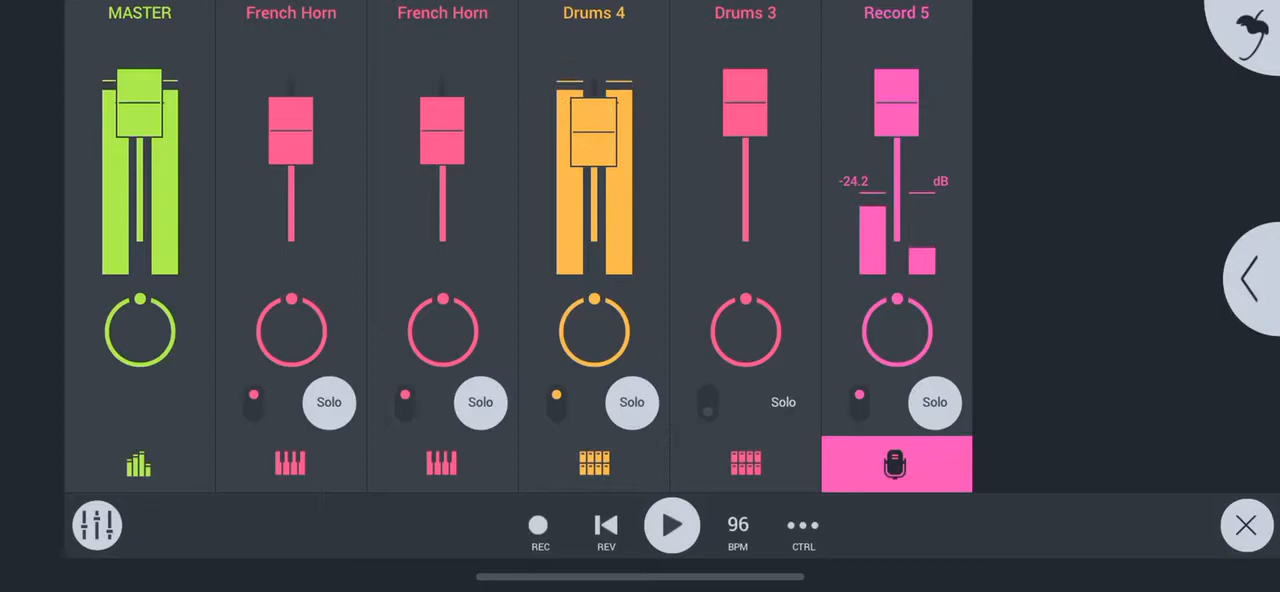 MASTER
French Horn
French Horn
Drums 4
Drums 3
Record 5
-24.2 dB
Solo
Solo
Solo
Solo
Solo
96
REC
REV
BPM
CTRL